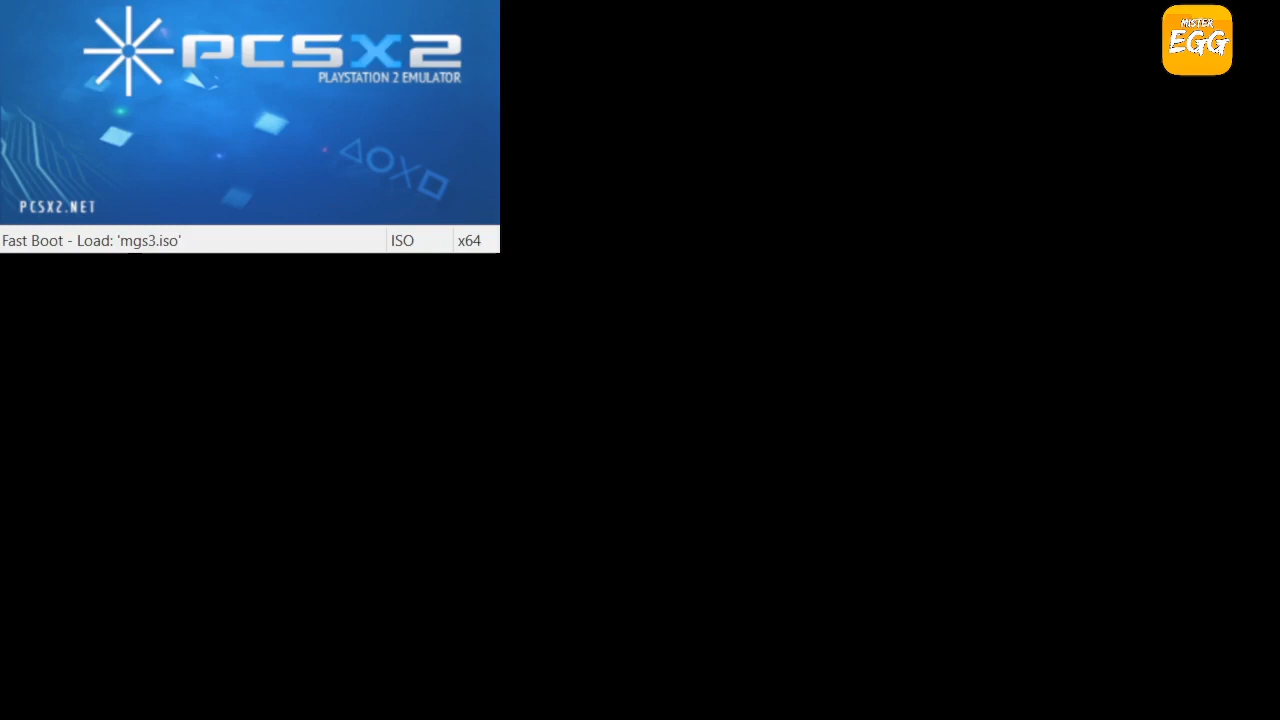 PCSX2
PLAYSTATION 2 EMULATOR
PCSX2.NET
Fast Boot - Load: 'mgs3.iso' ISO x64
MISTER
EGG